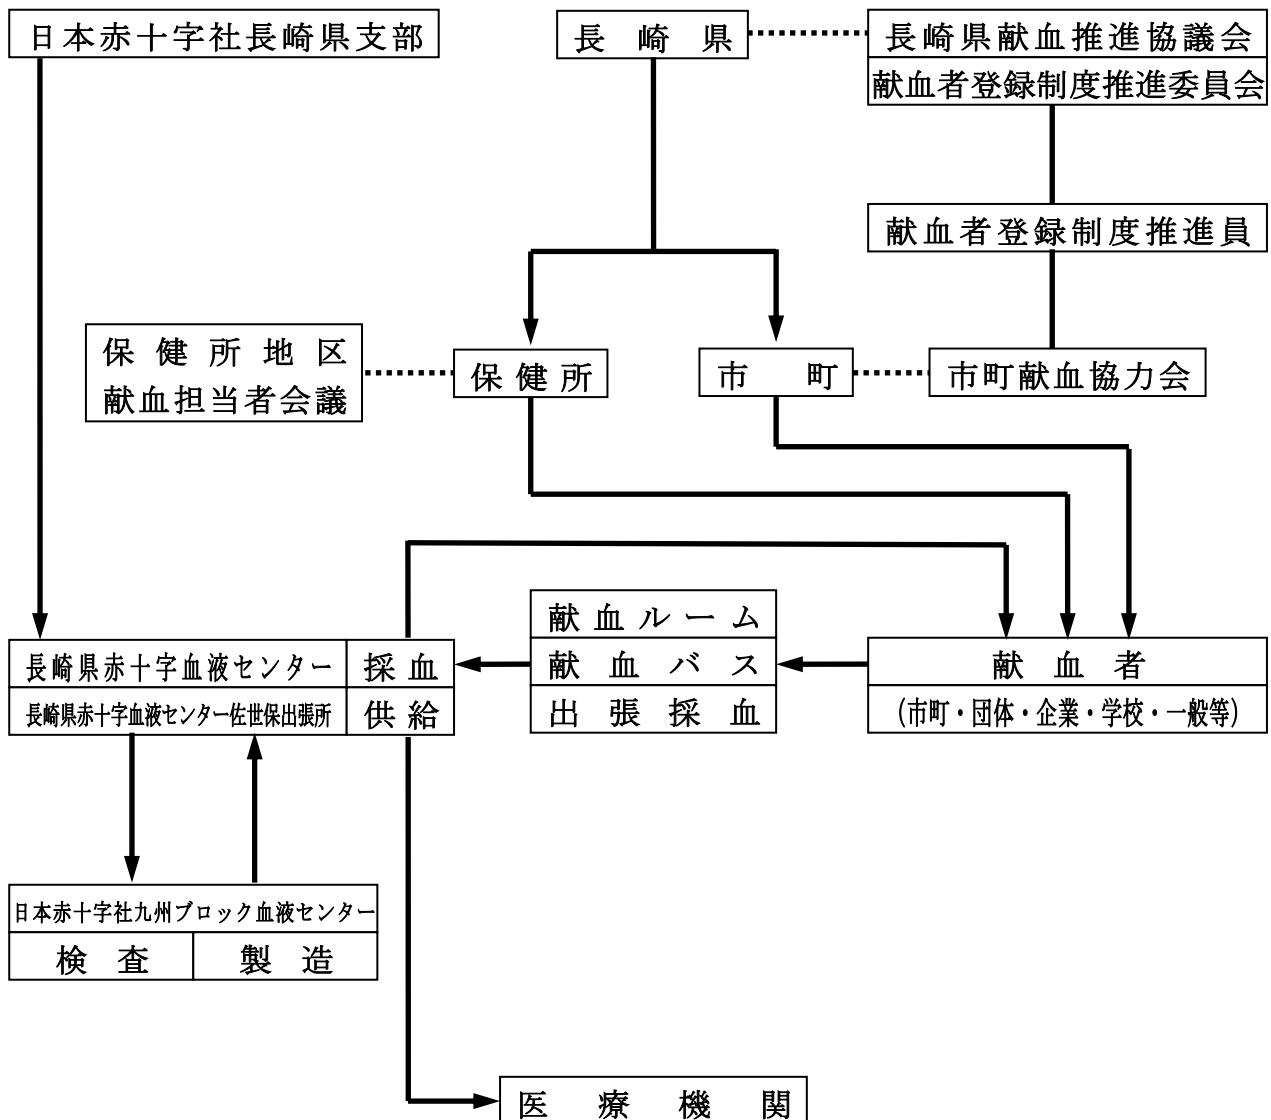 日本赤十字社長崎県支部
長崎県
長崎県献血推進協議会
献血者登録制度推進委員会
献血者登録制度推進員
保健所地区
献血担当者会議
保健所
市町
市町献血協力会
献血ルーム
献血バス
出張採血
長崎県赤十字血液センター
採血
長崎県赤十字血液センター佐世保出張所
供給
献血者
(市町・団体・企業・学校・一般等)
日本赤十字社九州ブロック血液センター
検査
製造
医療機関